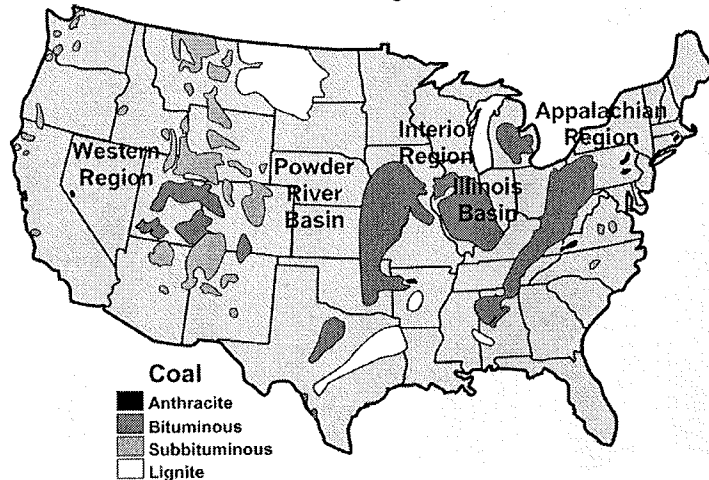 Appalachian
Region
Interior
Region
Western
Region
Powder
River
Basin
Illinois
Basin
Coal
Anthracite
Bituminous
Subbituminous
Lignite